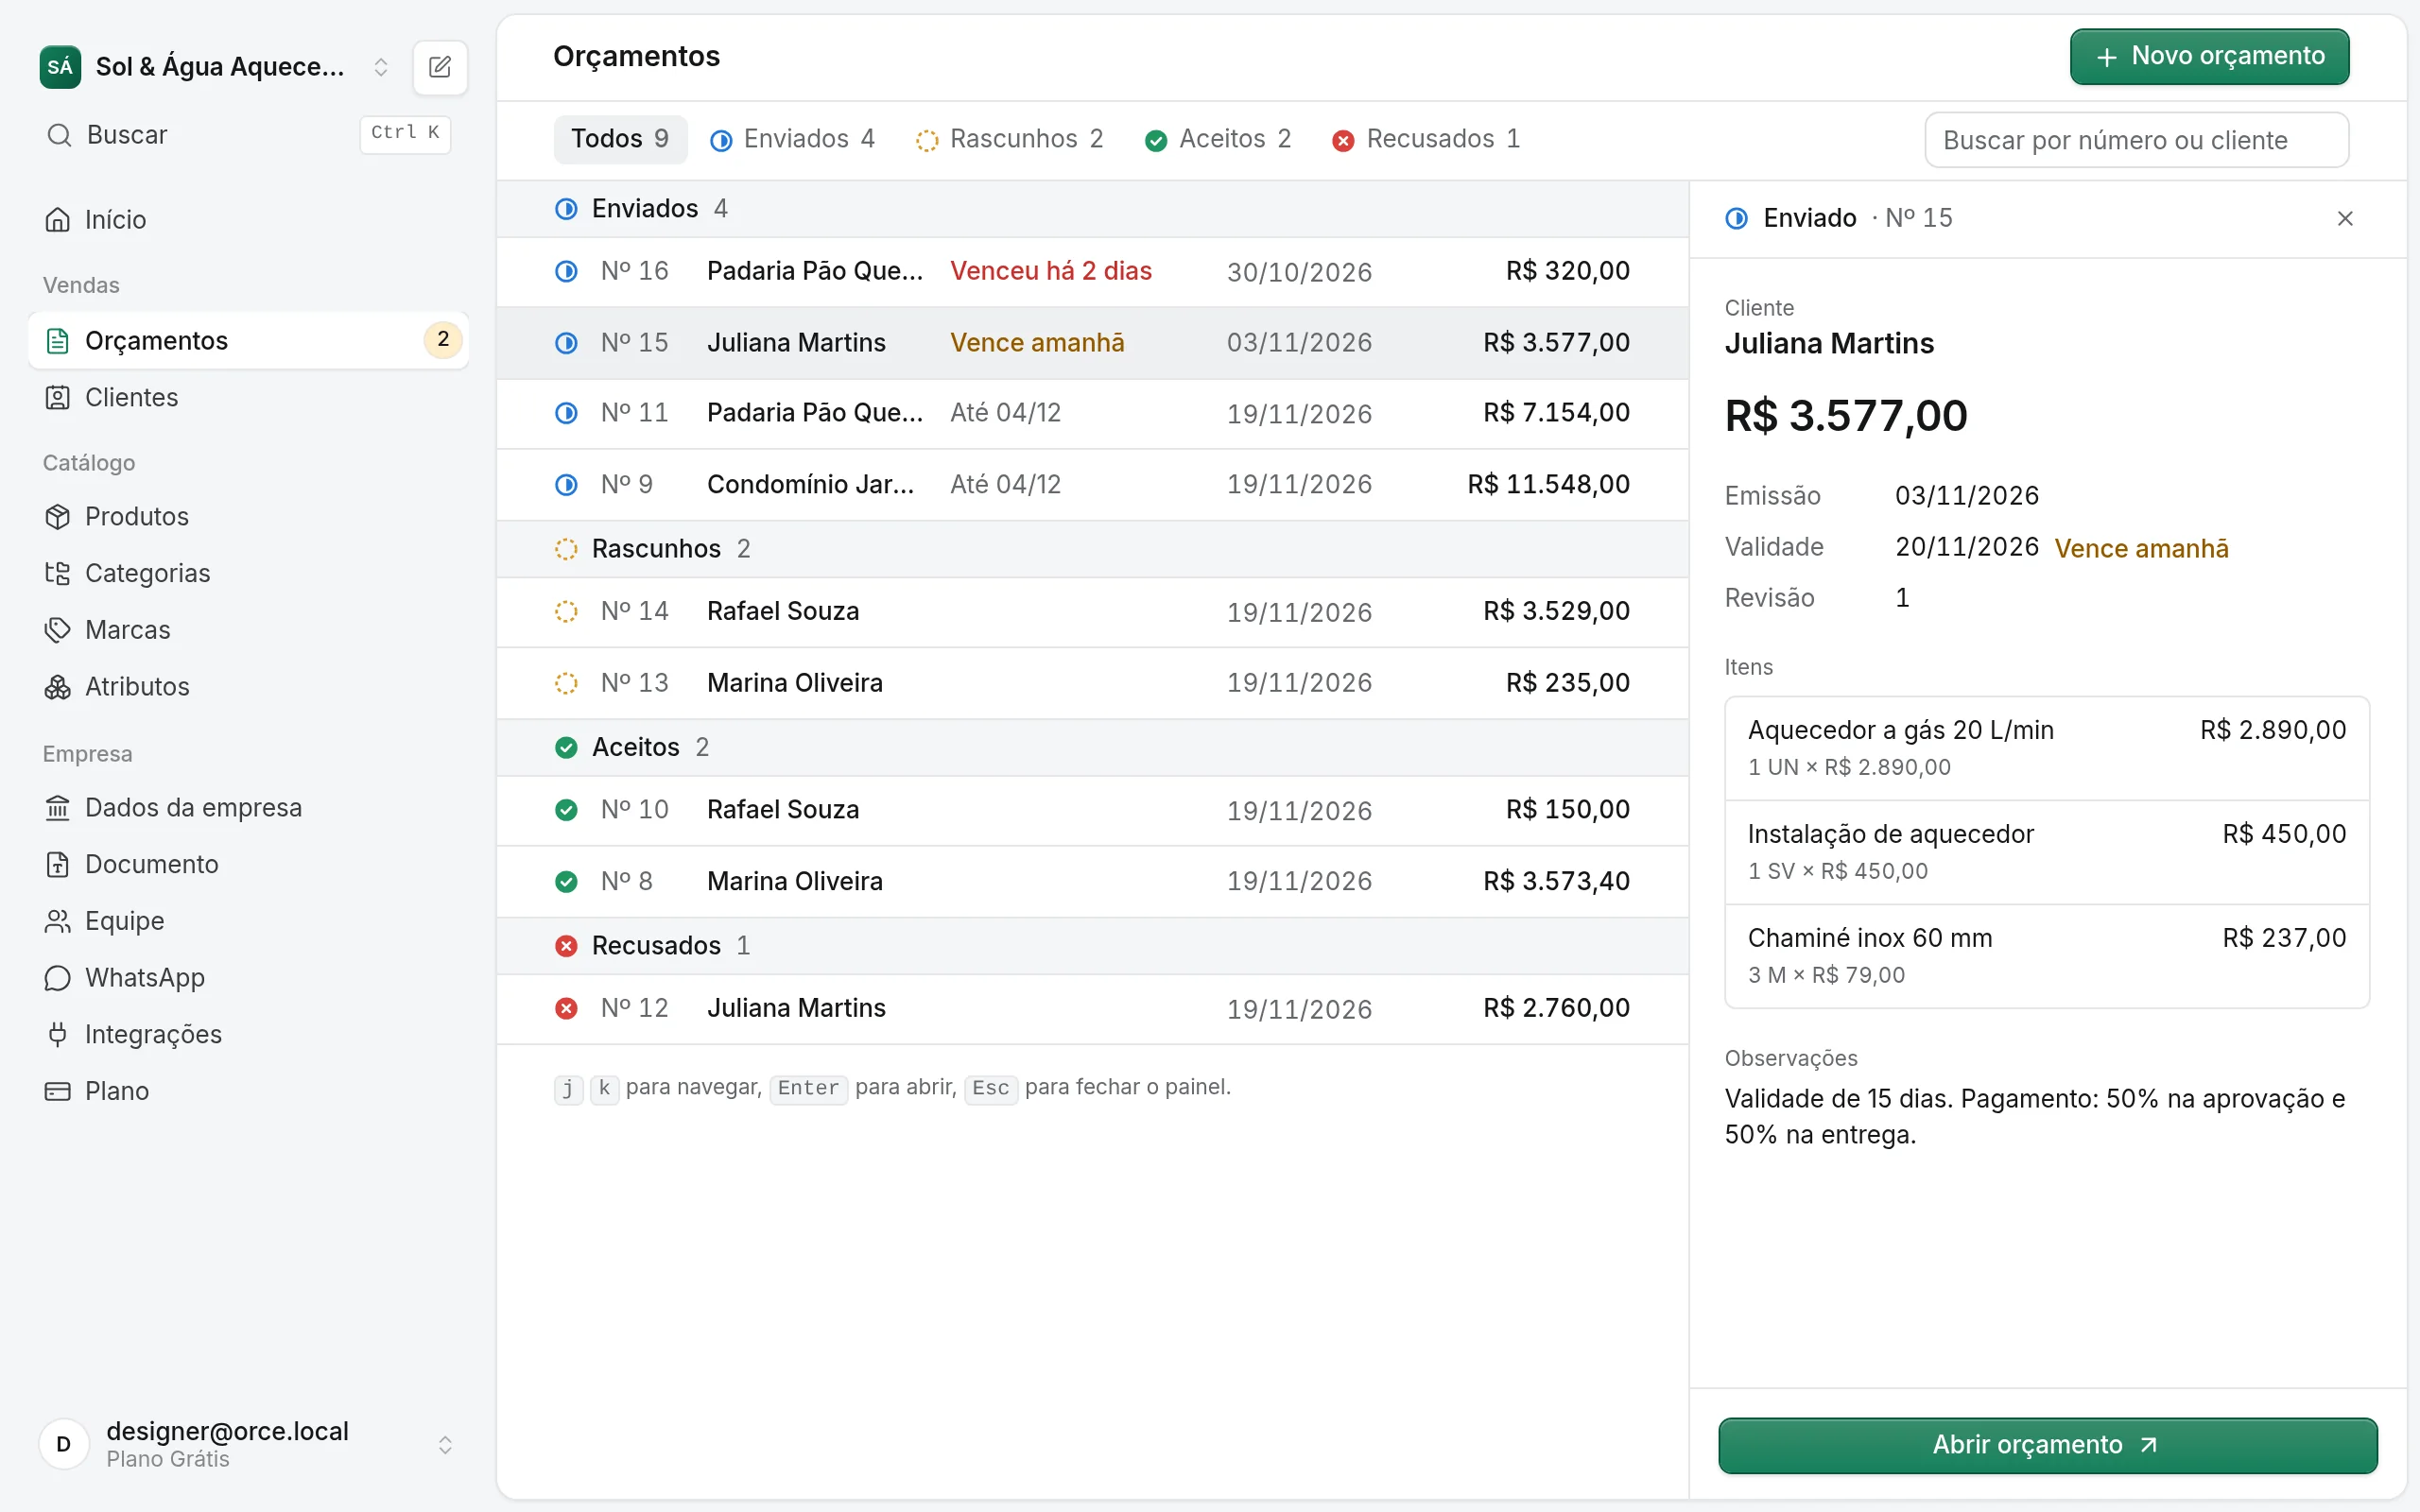 SÁ Sol & Água Aquece...
Buscar Ctrl K
Início
Vendas
Orçamentos 2
Clientes
Catálogo
Produtos
Categorias
Marcas
Atributos
Empresa
Dados da empresa
Documento
Equipe
WhatsApp
Integrações
Plano
D designer@orce.local
Plano Grátis
Orçamentos
Novo orçamento
Todos 9 Enviados 4 Rascunhos 2 Aceitos 2 Recusados 1
Buscar por número ou cliente
Enviados 4
Nº 16 Padaria Pão Que... Venceu há 2 dias 30/10/2026 R$ 320,00
Nº 15 Juliana Martins Vence amanhã 03/11/2026 R$ 3.577,00
Nº 11 Padaria Pão Que... Até 04/12 19/11/2026 R$ 7.154,00
Nº 9 Condomínio Jar... Até 04/12 19/11/2026 R$ 11.548,00
Rascunhos 2
Nº 14 Rafael Souza 19/11/2026 R$ 3.529,00
Nº 13 Marina Oliveira 19/11/2026 R$ 235,00
Aceitos 2
Nº 10 Rafael Souza 19/11/2026 R$ 150,00
Nº 8 Marina Oliveira 19/11/2026 R$ 3.573,40
Recusados 1
Nº 12 Juliana Martins 19/11/2026 R$ 2.760,00
j k para navegar, Enter para abrir, Esc para fechar o painel.
Enviado · Nº 15
Cliente
Juliana Martins
R$ 3.577,00
Emissão 03/11/2026
Validade 20/11/2026 Vence amanhã
Revisão 1
Itens
Aquecedor a gás 20 L/min R$ 2.890,00
1 UN × R$ 2.890,00
Instalação de aquecedor R$ 450,00
1 SV × R$ 450,00
Chaminé inox 60 mm R$ 237,00
3 M × R$ 79,00
Observações
Validade de 15 dias. Pagamento: 50% na aprovação e
50% na entrega.
Abrir orçamento